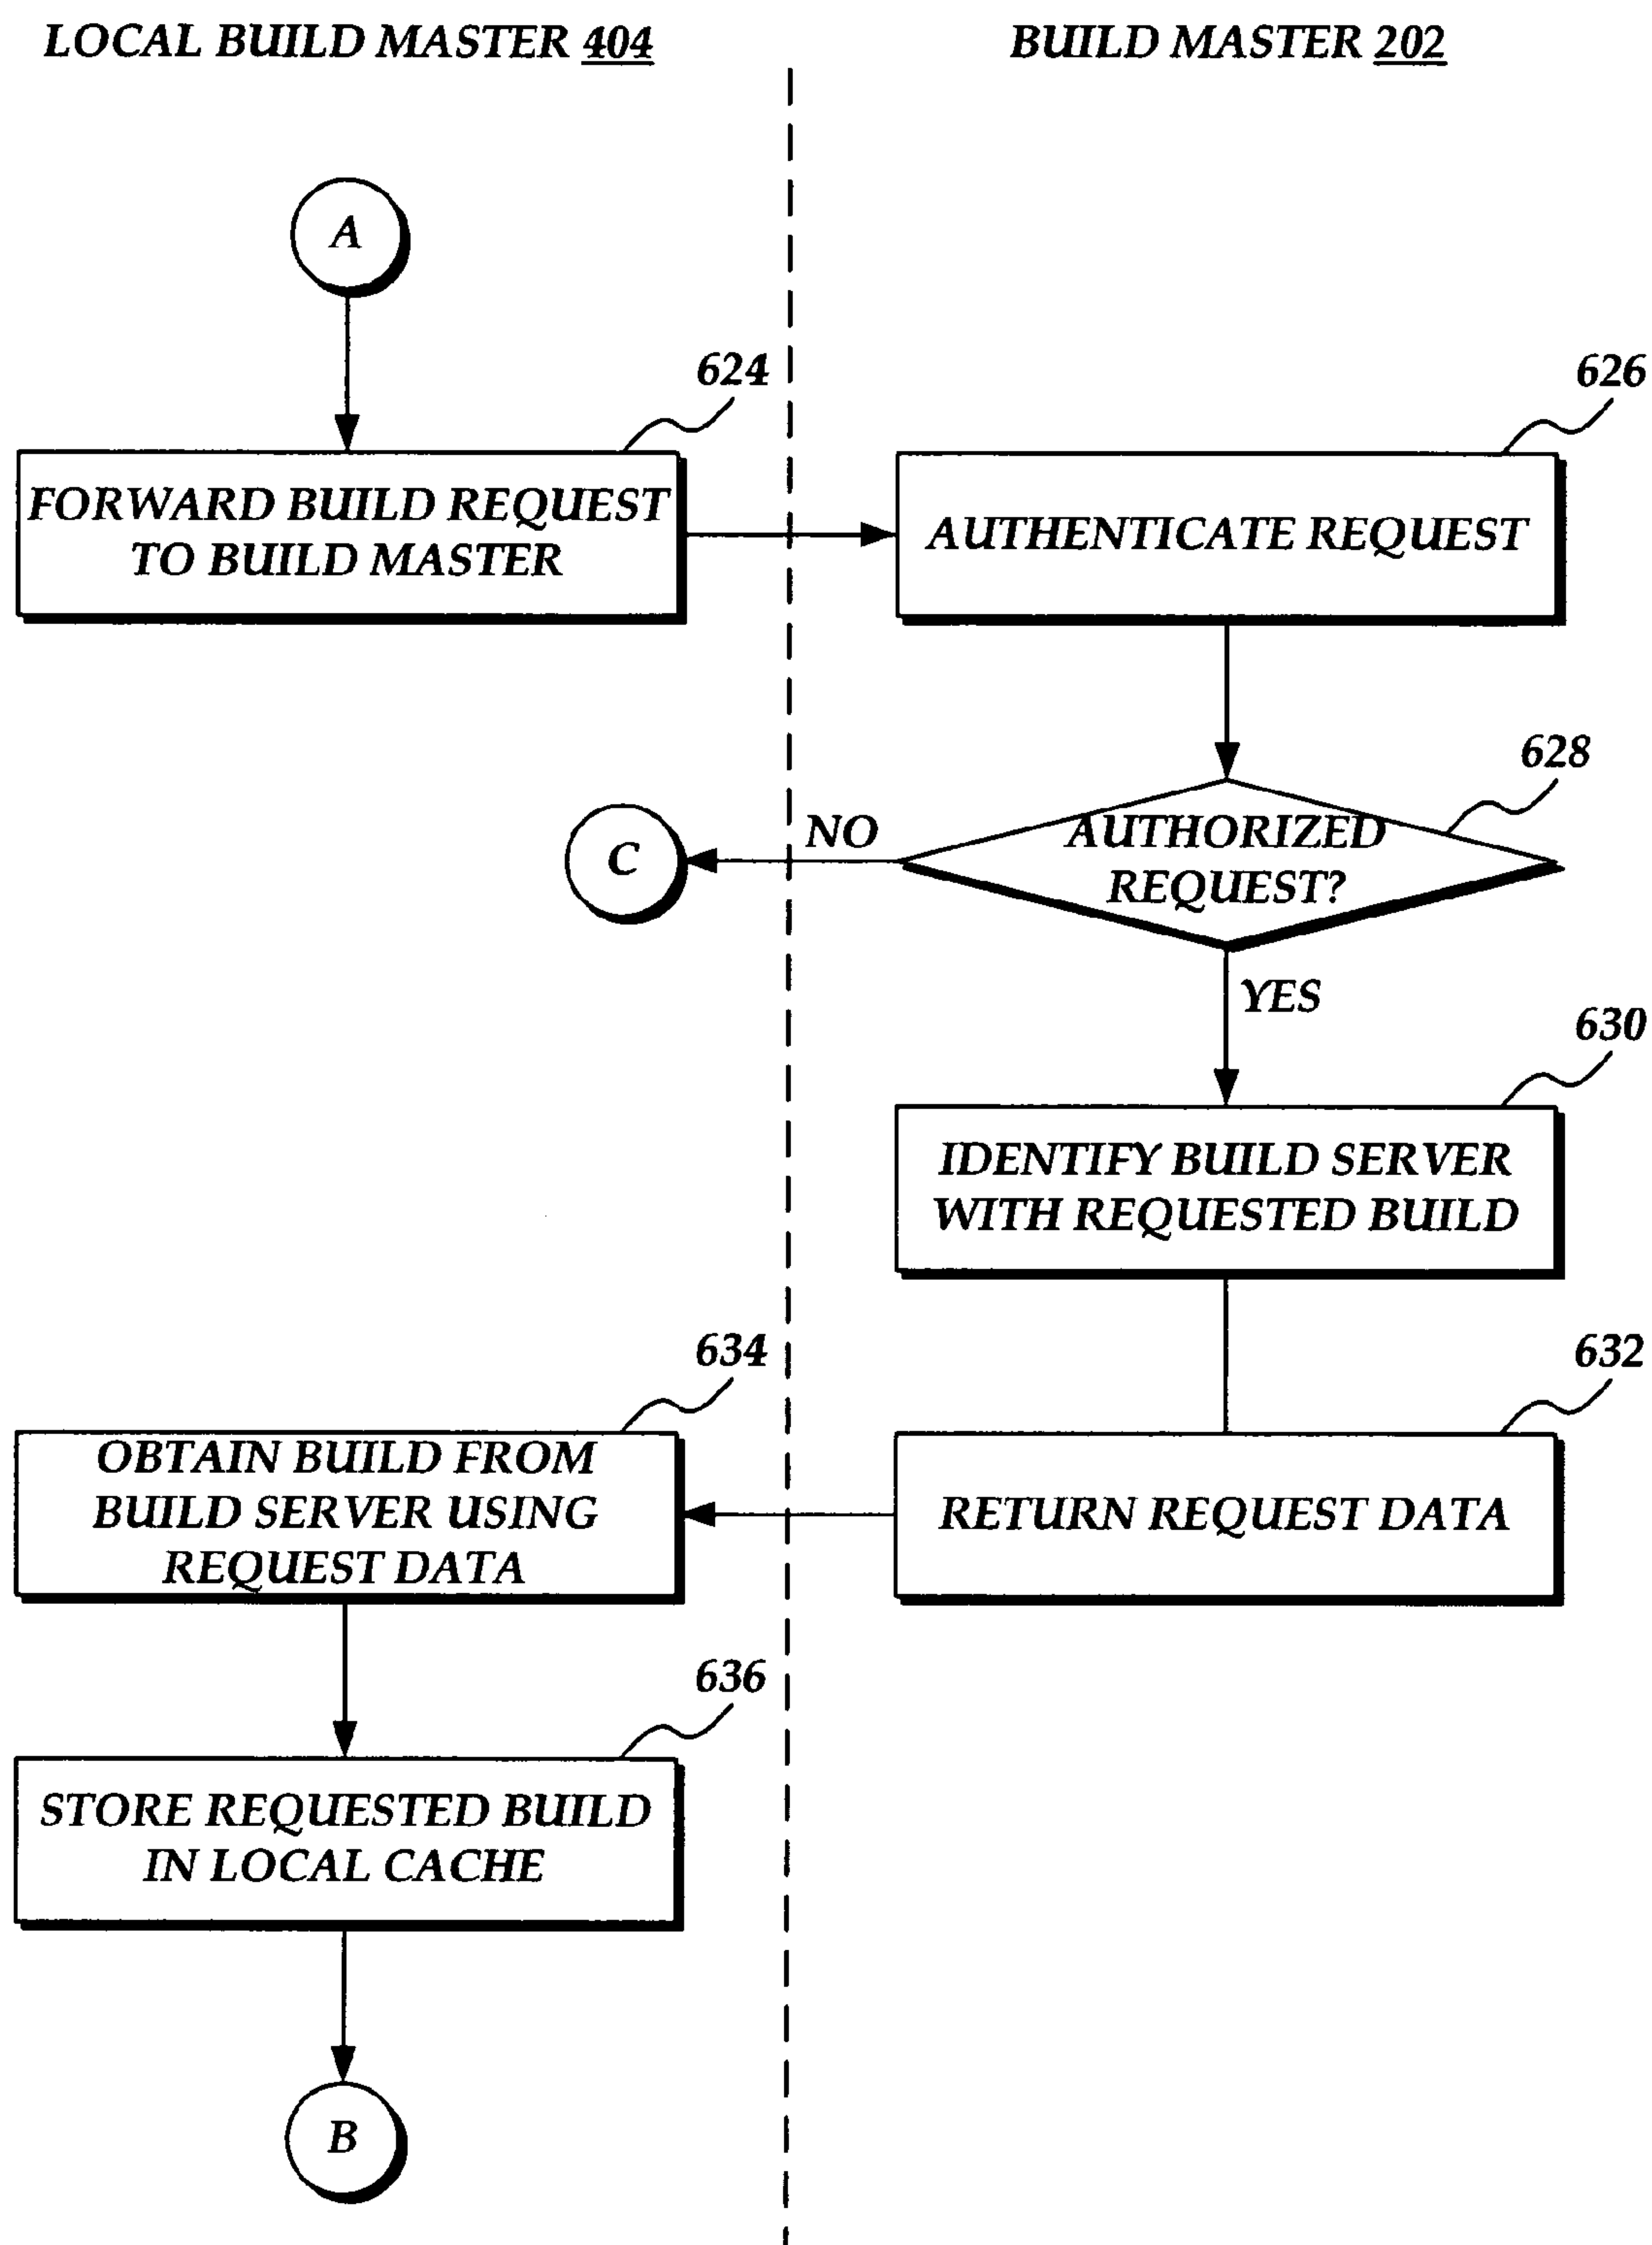 LOCAL BUILD MASTER 404
BUILD MASTER 202
A
624
626
FORWARD BUILD REQUEST
TO BUILD MASTER
AUTHENTICATE REQUEST
628
AUTHORIZED
REQUEST?
NO
C
YES
630
IDENTIFY BUILD SERVER
WITH REQUESTED BUILD
634
632
OBTAIN BUILD FROM
BUILD SERVER USING
REQUEST DATA
RETURN REQUEST DATA
636
STORE REQUESTED BUILD
IN LOCAL CACHE
B